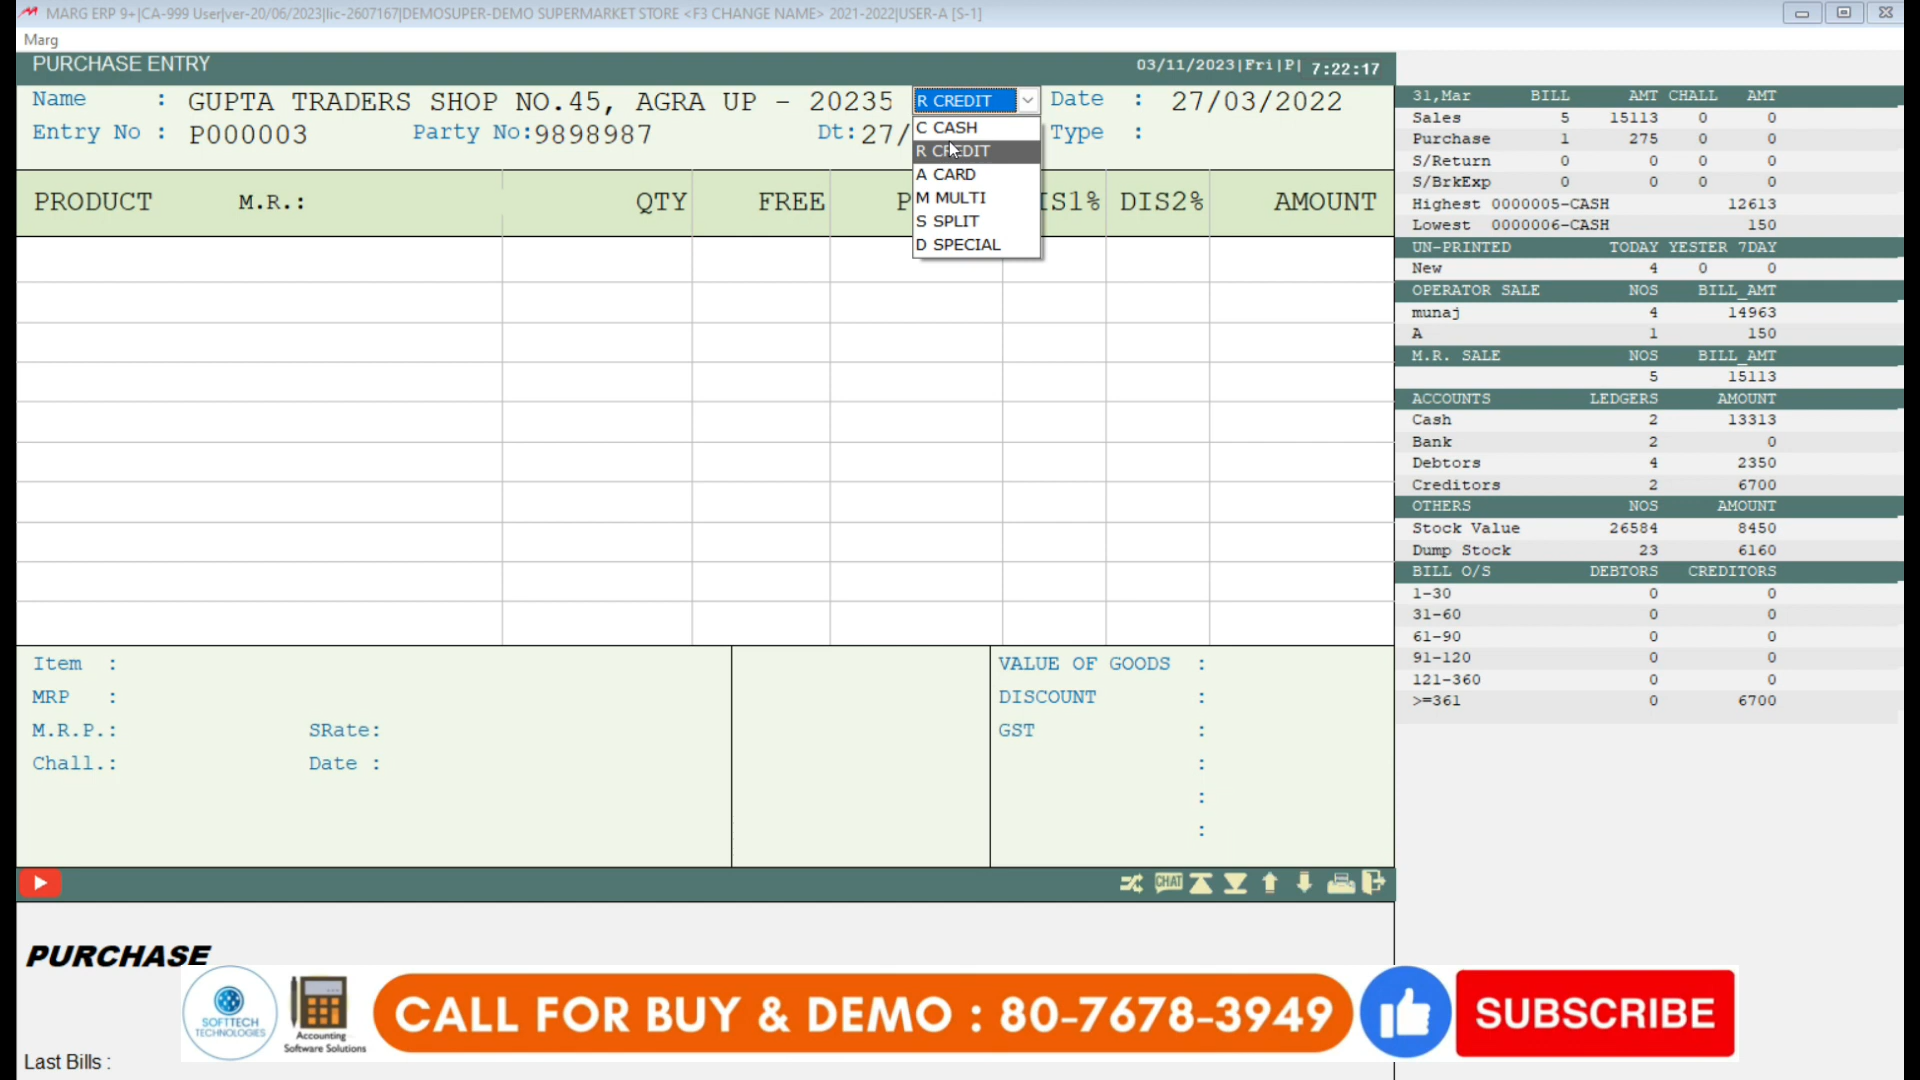 MARG ERP 9+|CA-999 User|ver-20/06/2023|lic-2607167|DEMOSUPER-DEMO SUPERMARKET STORE <F3 CHANGE NAME> 2021-2022|USER-A [S-1]
Marg
PURCHASE ENTRY 03/11/2023|Fri|P| 7:22:17
Name : GUPTA TRADERS SHOP NO.45, AGRA UP - 20235 R CREDIT Date : 27/03/2022
Entry No : P000003 Party No:9898987 Dt:27/ Type :
C CASH
R CREDIT
A CARD
M MULTI
S SPLIT
D SPECIAL
PRODUCT M.R.: QTY FREE P IS1% DIS2% AMOUNT
Item :
MRP :
M.R.P.: SRate:
Chall.: Date :
VALUE OF GOODS :
DISCOUNT :
GST :
:
:
:
CHAT
31,Mar BILL AMT CHALL AMT
Sales 5 15113 0 0
Purchase 1 275 0 0
S/Return 0 0 0 0
S/BrkExp 0 0 0 0
Highest 0000005-CASH 12613
Lowest 0000006-CASH 150
UN-PRINTED TODAY YESTER 7DAY
New 4 0 0
OPERATOR SALE NOS BILL_AMT
munaj 4 14963
A 1 150
M.R. SALE NOS BILL_AMT
5 15113
ACCOUNTS LEDGERS AMOUNT
Cash 2 13313
Bank 2 0
Debtors 4 2350
Creditors 2 6700
OTHERS NOS AMOUNT
Stock Value 26584 8450
Dump Stock 23 6160
BILL O/S DEBTORS CREDITORS
1-30 0 0
31-60 0 0
61-90 0 0
91-120 0 0
121-360 0 0
>=361 0 6700
PURCHASE
SOFTTECH
TECHNOLOGIES
Accounting
Software Solutions
CALL FOR BUY & DEMO : 80-7678-3949
SUBSCRIBE
Last Bills :